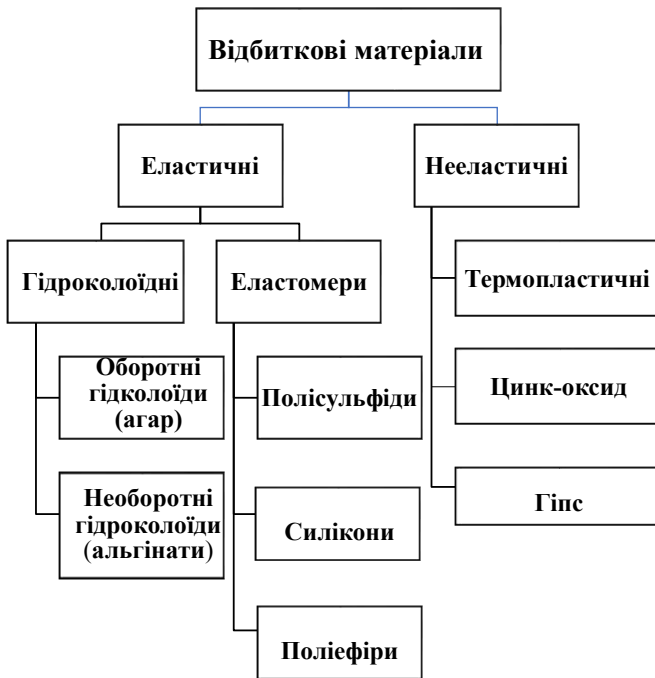 Відбиткові матеріали
Еластичні
Нееластичні
Гідроколоїдні
Еластомери
Термопластичні
Оборотні
гідколоїди
(агар)
Полісульфіди
Цинк-оксид
Необоротні
гідроколоїди
(альгінати)
Силікони
Гіпс
Поліефіри